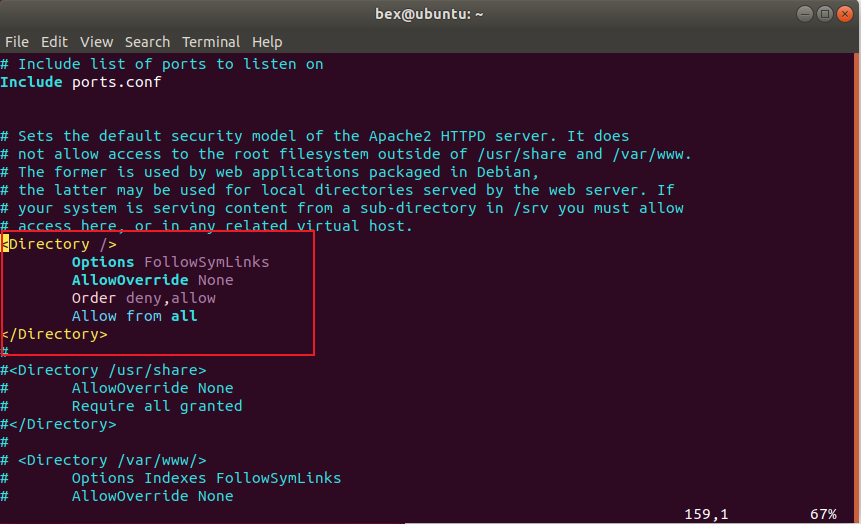 bex@ubuntu: ~
File Edit View Search Terminal Help
# Include list of ports to listen on
Include ports.conf
# Sets the default security model of the Apache2 HTTPD server. It does
# not allow access to the root filesystem outside of /usr/share and /var/www.
# The former is used by web applications packaged in Debian,
# the latter may be used for local directories served by the web server. If
# your system is serving content from a sub-directory in /srv you must allow
# access here, or in any related virtual host.
<Directory />
        Options FollowSymLinks
        AllowOverride None
        Order deny,allow
        Allow from all
</Directory>
#
#<Directory /usr/share>
#       AllowOverride None
#       Require all granted
#</Directory>
#
# <Directory /var/www/>
#       Options Indexes FollowSymLinks
#       AllowOverride None
159,1 67%